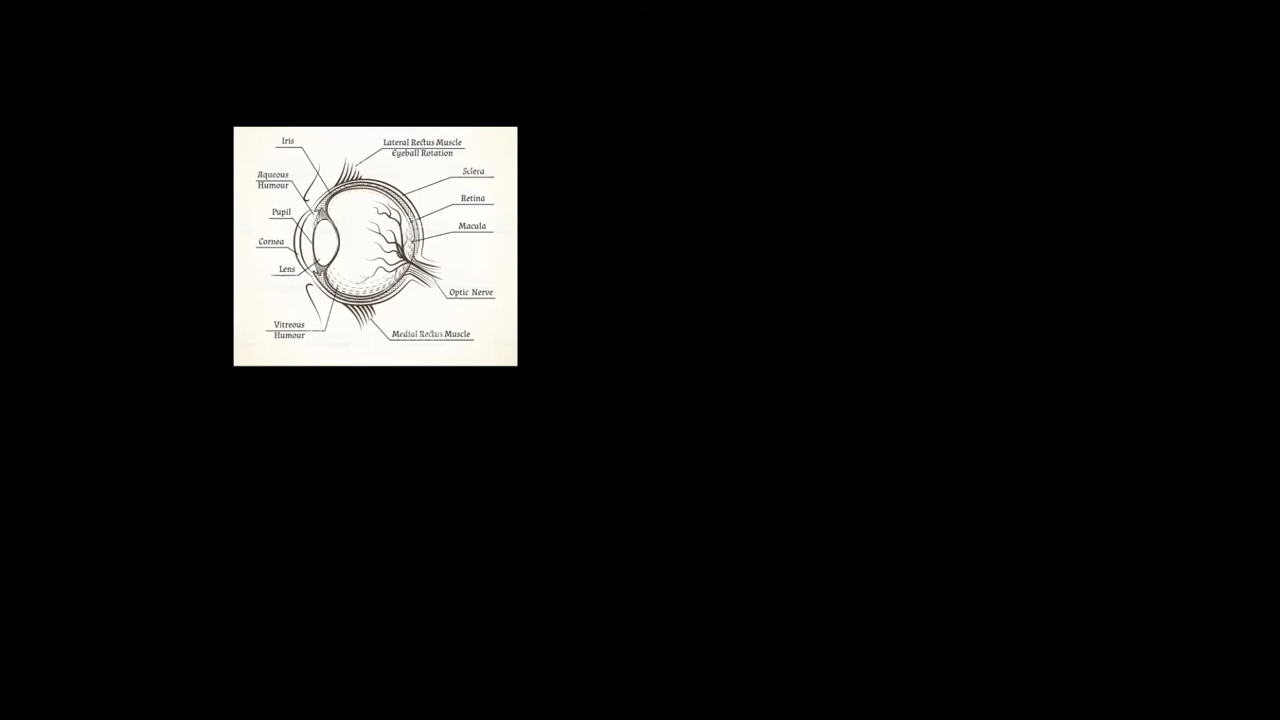 Iris
Lateral Rectus Muscle
Eyeball Rotation
Aqueous
Humour
Sclera
Retina
Pupil
Macula
Cornea
Lens
Optic Nerve
Vitreous
Humour
Medial Rectus Muscle